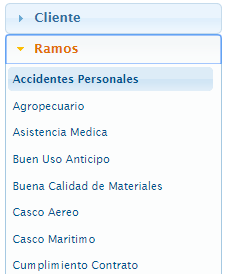 Cliente
Ramos
Accidentes Personales
Agropecuario
Asistencia Medica
Buen Uso Anticipo
Buena Calidad de Materiales
Casco Aereo
Casco Maritimo
Cumplimiento Contrato